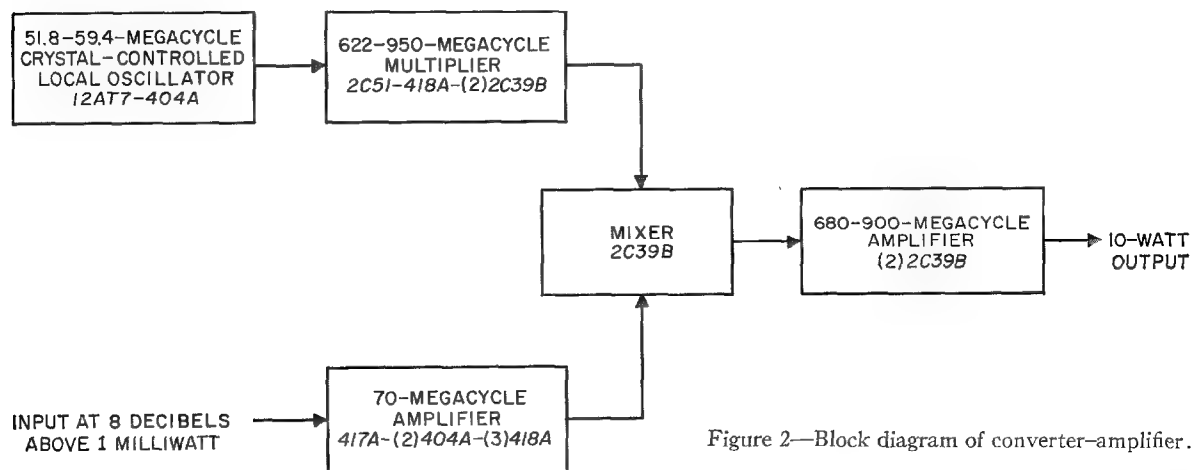 51.8-59.4-MEGACYCLE
CRYSTAL-CONTROLLED
LOCAL OSCILLATOR
12AT7-404A
622-950-MEGACYCLE
MULTIPLIER
2C51-418A-(2)2C39B
MIXER
2C39B
680-900-MEGACYCLE
AMPLIFIER
(2)2C39B
10-WATT
OUTPUT
INPUT AT 8 DECIBELS
ABOVE 1 MILLIWATT
70-MEGACYCLE
AMPLIFIER
417A-(2)404A-(3)418A
Figure 2—Block diagram of converter-amplifier.